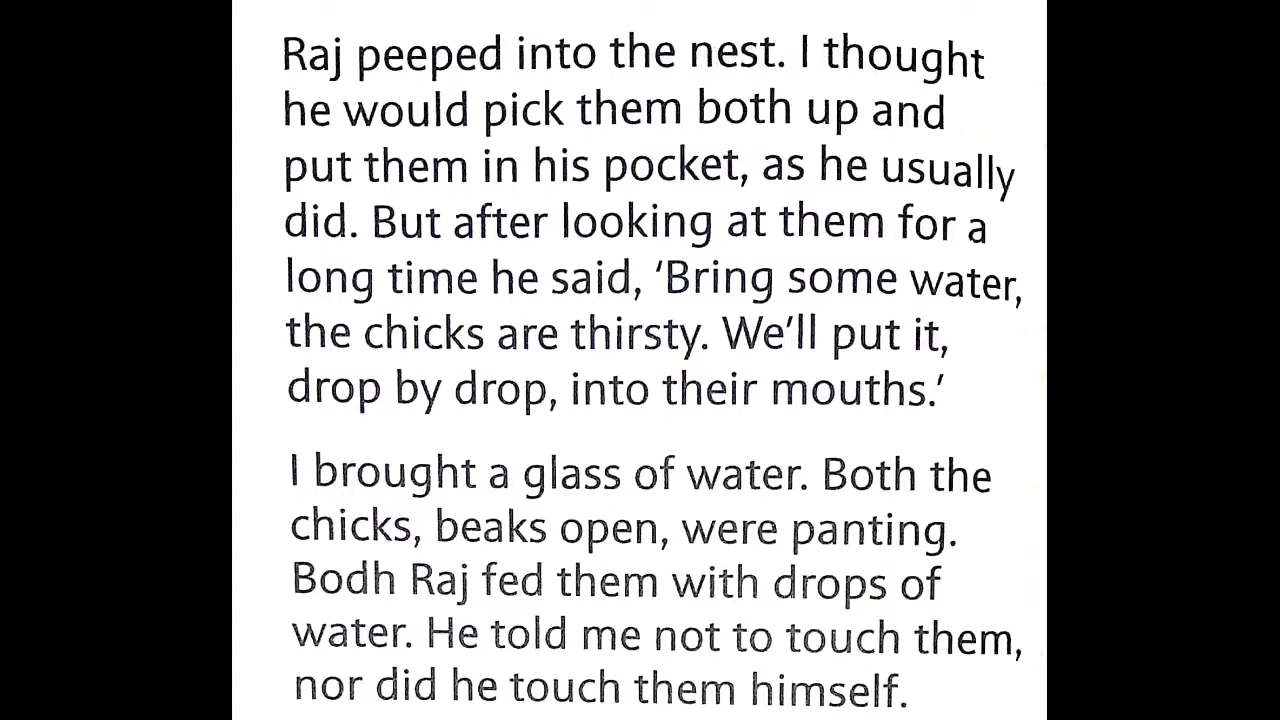 Raj peeped into the nest. I thought
he would pick them both up and
put them in his pocket, as he usually
did. But after looking at them for a
long time he said, ‘Bring some water,
the chicks are thirsty. We’ll put it,
drop by drop, into their mouths.’
I brought a glass of water. Both the
chicks, beaks open, were panting.
Bodh Raj fed them with drops of
water. He told me not to touch them,
nor did he touch them himself.